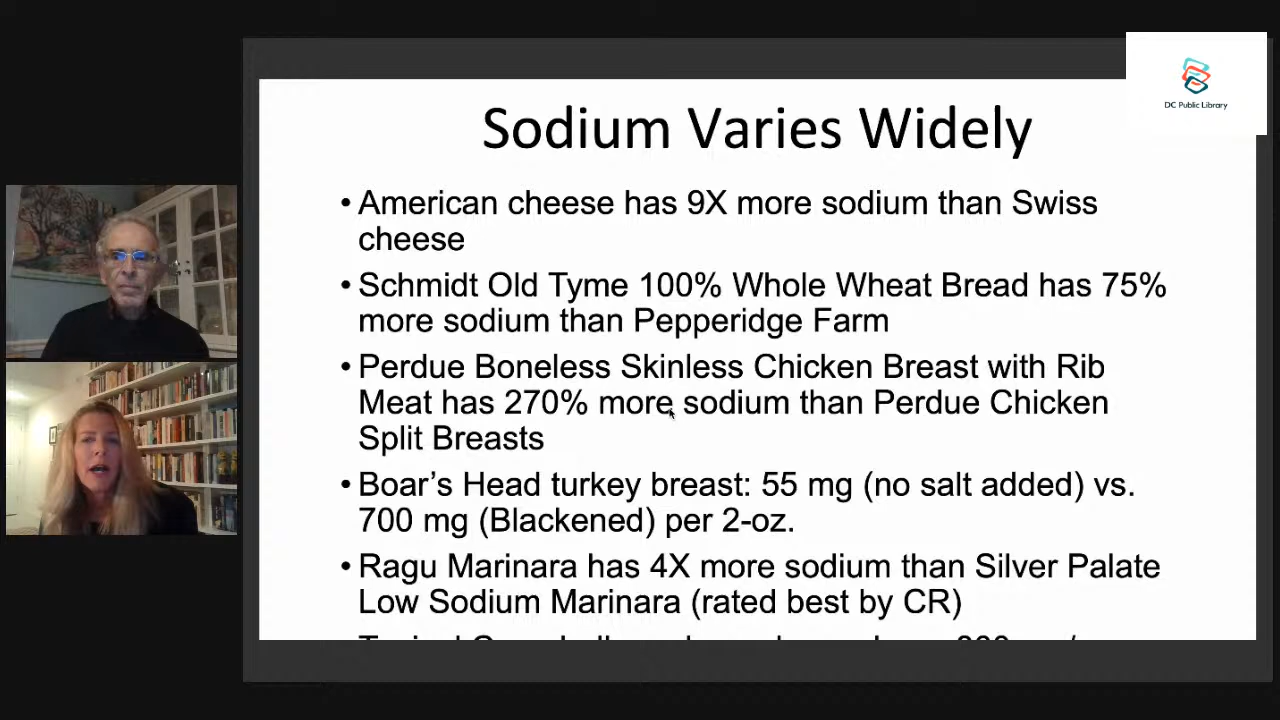 DC Public Library
Sodium Varies Widely
•American cheese has 9X more sodium than Swiss
cheese
•Schmidt Old Tyme 100% Whole Wheat Bread has 75%
more sodium than Pepperidge Farm
•Perdue Boneless Skinless Chicken Breast with Rib
Meat has 270% more sodium than Perdue Chicken
Split Breasts
•Boar’s Head turkey breast: 55 mg (no salt added) vs.
700 mg (Blackened) per 2-oz.
•Ragu Marinara has 4X more sodium than Silver Palate
Low Sodium Marinara (rated best by CR)